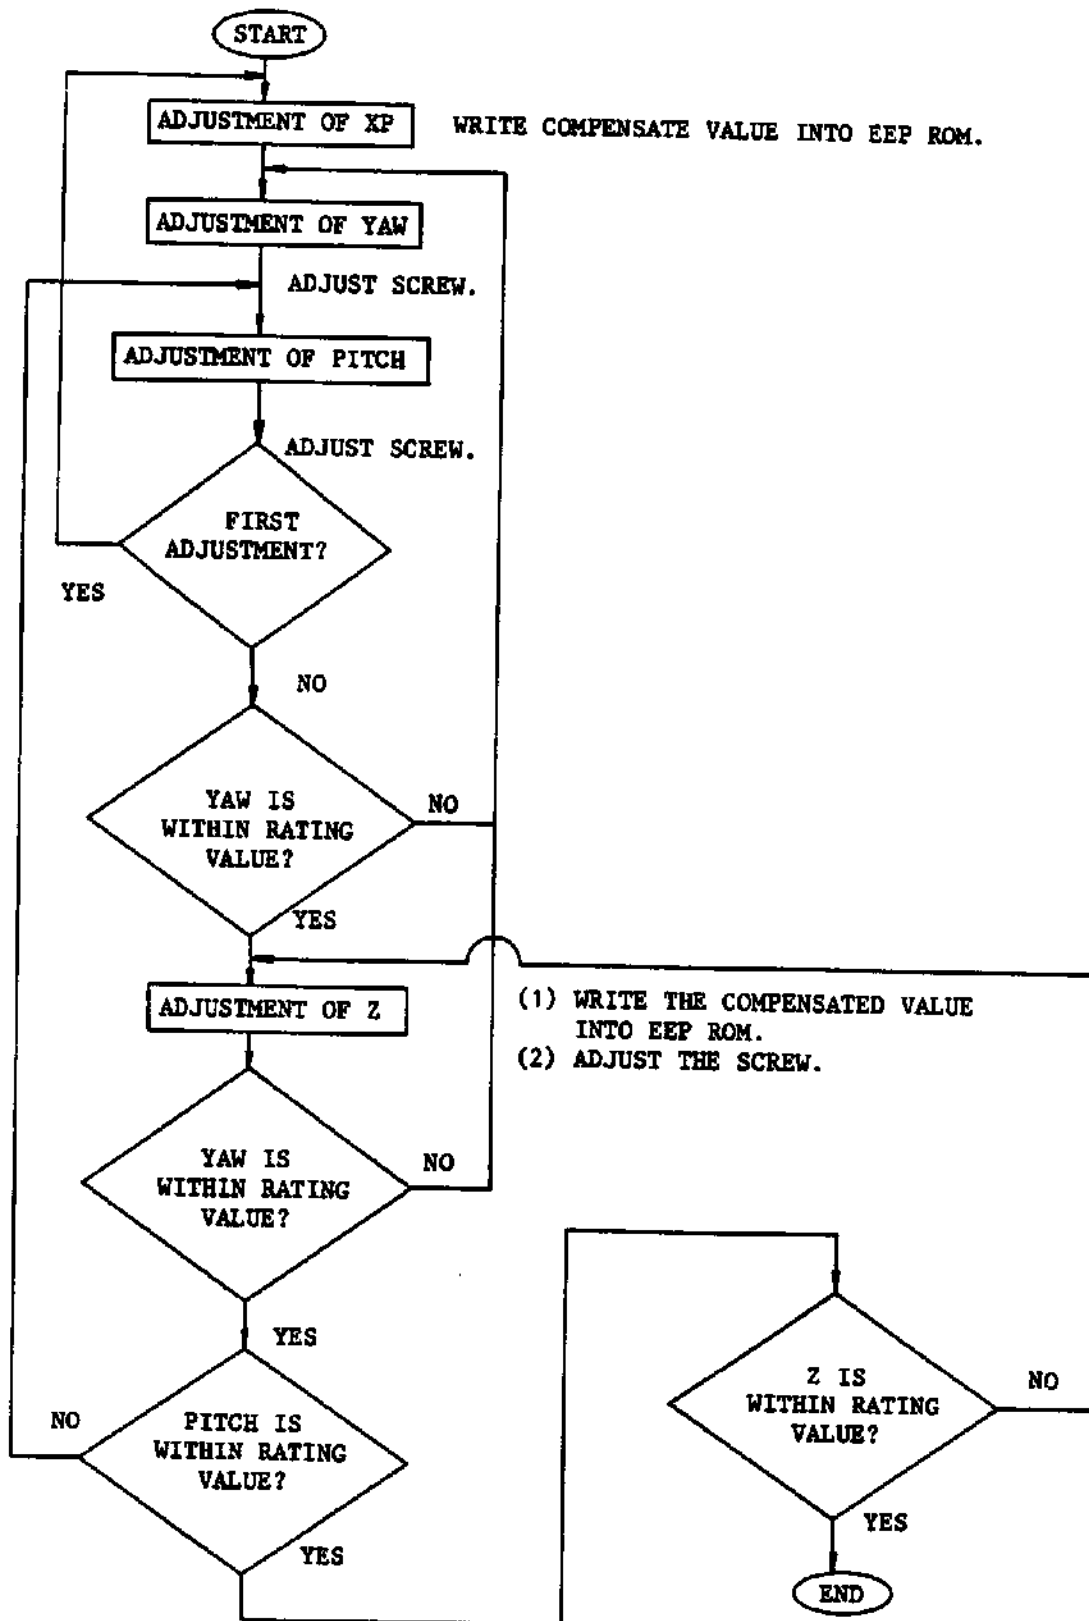 START
ADJUSTMENT OF XP
WRITE COMPENSATE VALUE INTO EEP ROM.
ADJUSTMENT OF YAW
ADJUST SCREW.
ADJUSTMENT OF PITCH
ADJUST SCREW.
FIRST
ADJUSTMENT?
YES
NO
YAW IS
WITHIN RATING
VALUE?
NO
YES
ADJUSTMENT OF Z
(1) WRITE THE COMPENSATED VALUE
INTO EEP ROM.
(2) ADJUST THE SCREW.
YAW IS
WITHIN RATING
VALUE?
NO
YES
PITCH IS
WITHIN RATING
VALUE?
NO
YES
Z IS
WITHIN RATING
VALUE?
NO
YES
END